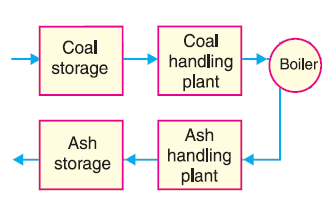 Coal
storage
Coal
handling
plant
Boiler
Ash
storage
Ash
handling
plant